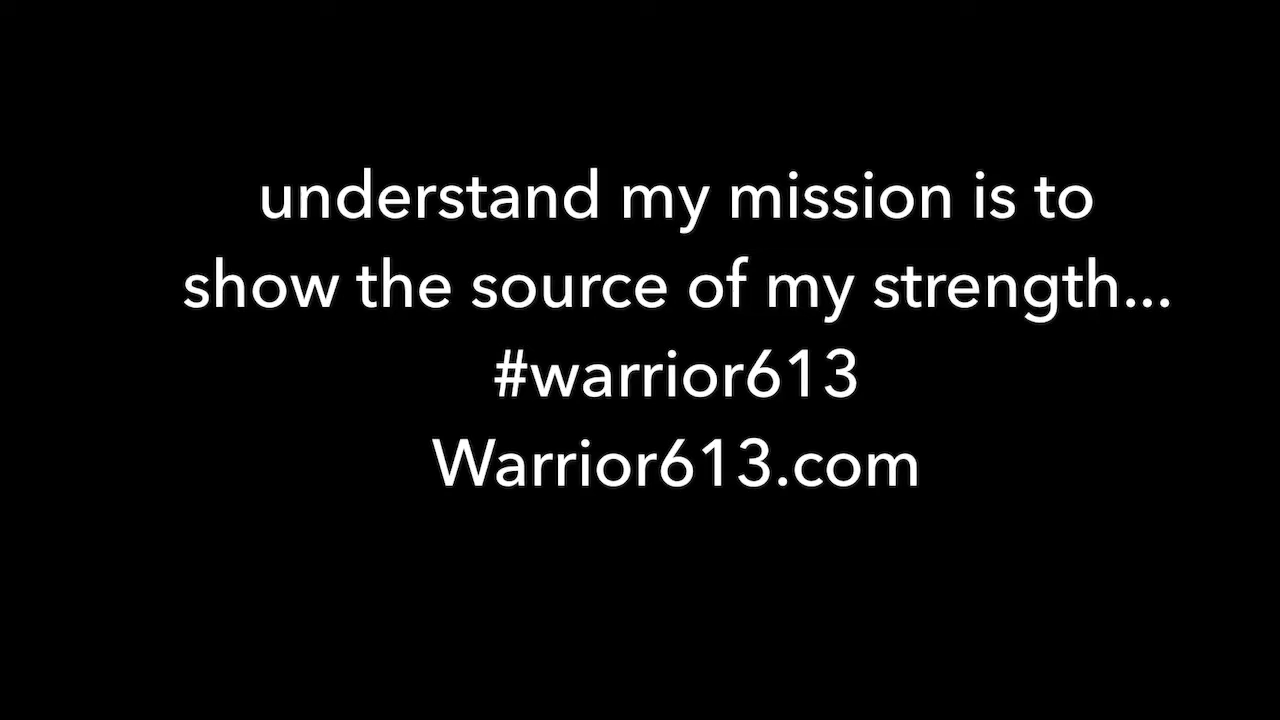 understand my mission is to
show the source of my strength...
#warrior613
Warrior613.com